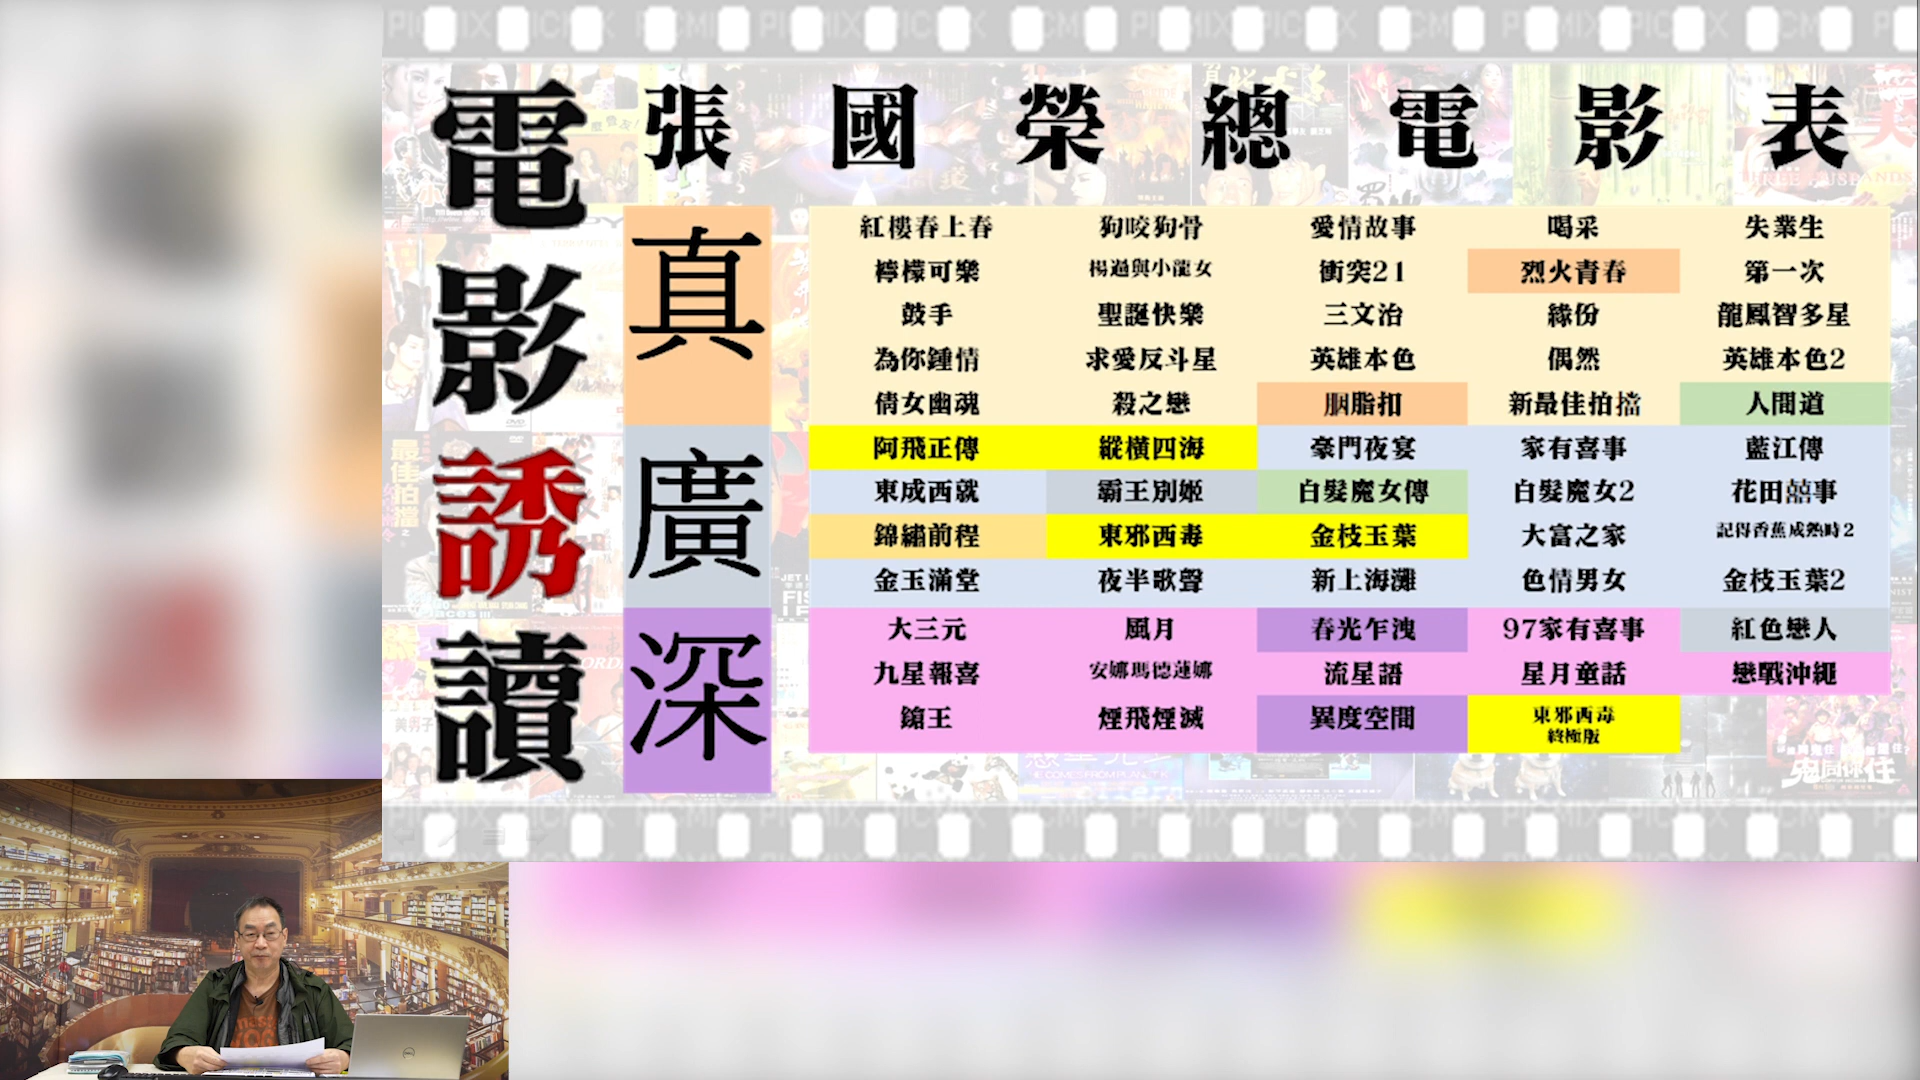 電影誘讀
張國榮總電影表
真
紅樓春上春 狗咬狗骨 愛情故事 喝采 失業生
檸檬可樂 楊過與小龍女 衝突21 烈火青春 第一次
鼓手 聖誕快樂 三文治 緣份 龍鳳智多星
為你鍾情 求愛反斗星 英雄本色 偶然 英雄本色2
倩女幽魂 殺之戀 胭脂扣 新最佳拍擋 人間道
廣
阿飛正傳 縱橫四海 豪門夜宴 家有喜事 藍江傳
東成西就 霸王別姬 白髮魔女傳 白髮魔女2 花田囍事
錦繡前程 東邪西毒 金枝玉葉 大富之家 記得香蕉成熟時2
金玉滿堂 夜半歌聲 新上海灘 色情男女 金枝玉葉2
深
大三元 風月 春光乍洩 97家有喜事 紅色戀人
九星報喜 安娜瑪德蓮娜 流星語 星月童話 戀戰沖繩
鎗王 煙飛煙滅 異度空間 東邪西毒
終極版